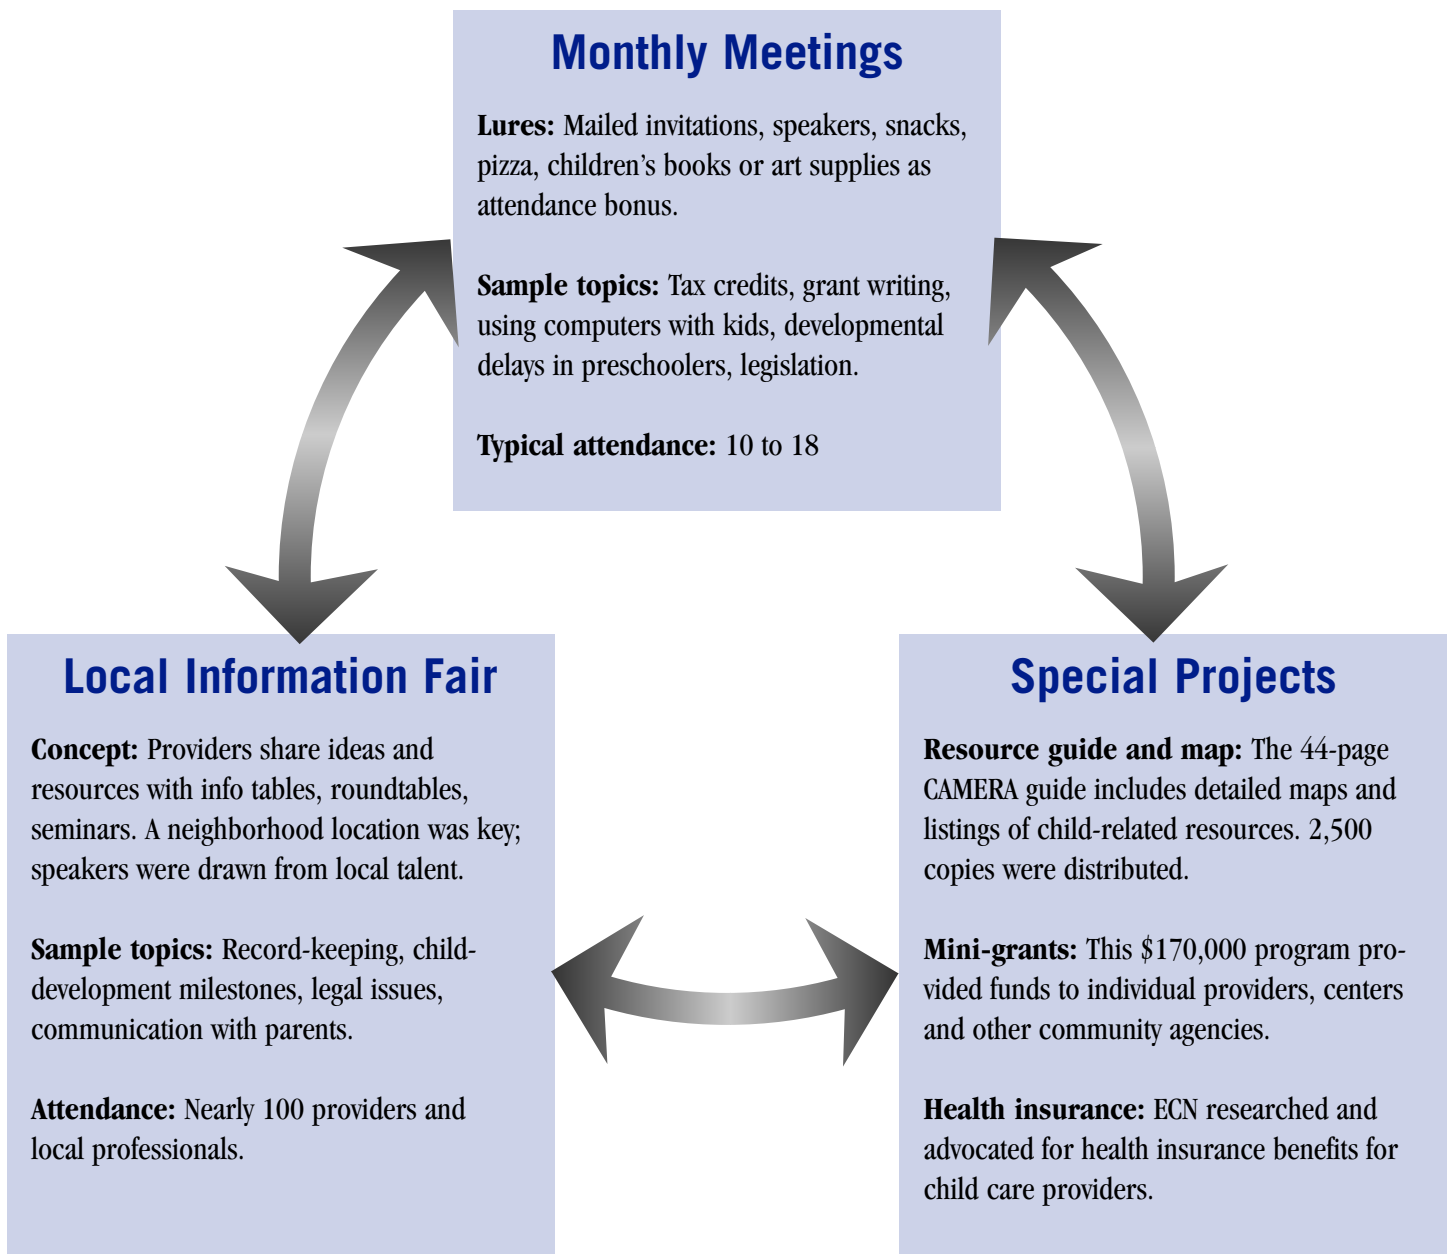 Monthly Meetings
Lures: Mailed invitations, speakers, snacks,
pizza, children’s books or art supplies as
attendance bonus.
Sample topics: Tax credits, grant writing,
using computers with kids, developmental
delays in preschoolers, legislation.
Typical attendance: 10 to 18
Local Information Fair
Concept: Providers share ideas and
resources with info tables, roundtables,
seminars. A neighborhood location was key;
speakers were drawn from local talent.
Sample topics: Record-keeping, child-
development milestones, legal issues,
communication with parents.
Attendance: Nearly 100 providers and
local professionals.
Special Projects
Resource guide and map: The 44-page
CAMERA guide includes detailed maps and
listings of child-related resources. 2,500
copies were distributed.
Mini-grants: This $170,000 program pro-
vided funds to individual providers, centers
and other community agencies.
Health insurance: ECN researched and
advocated for health insurance benefits for
child care providers.